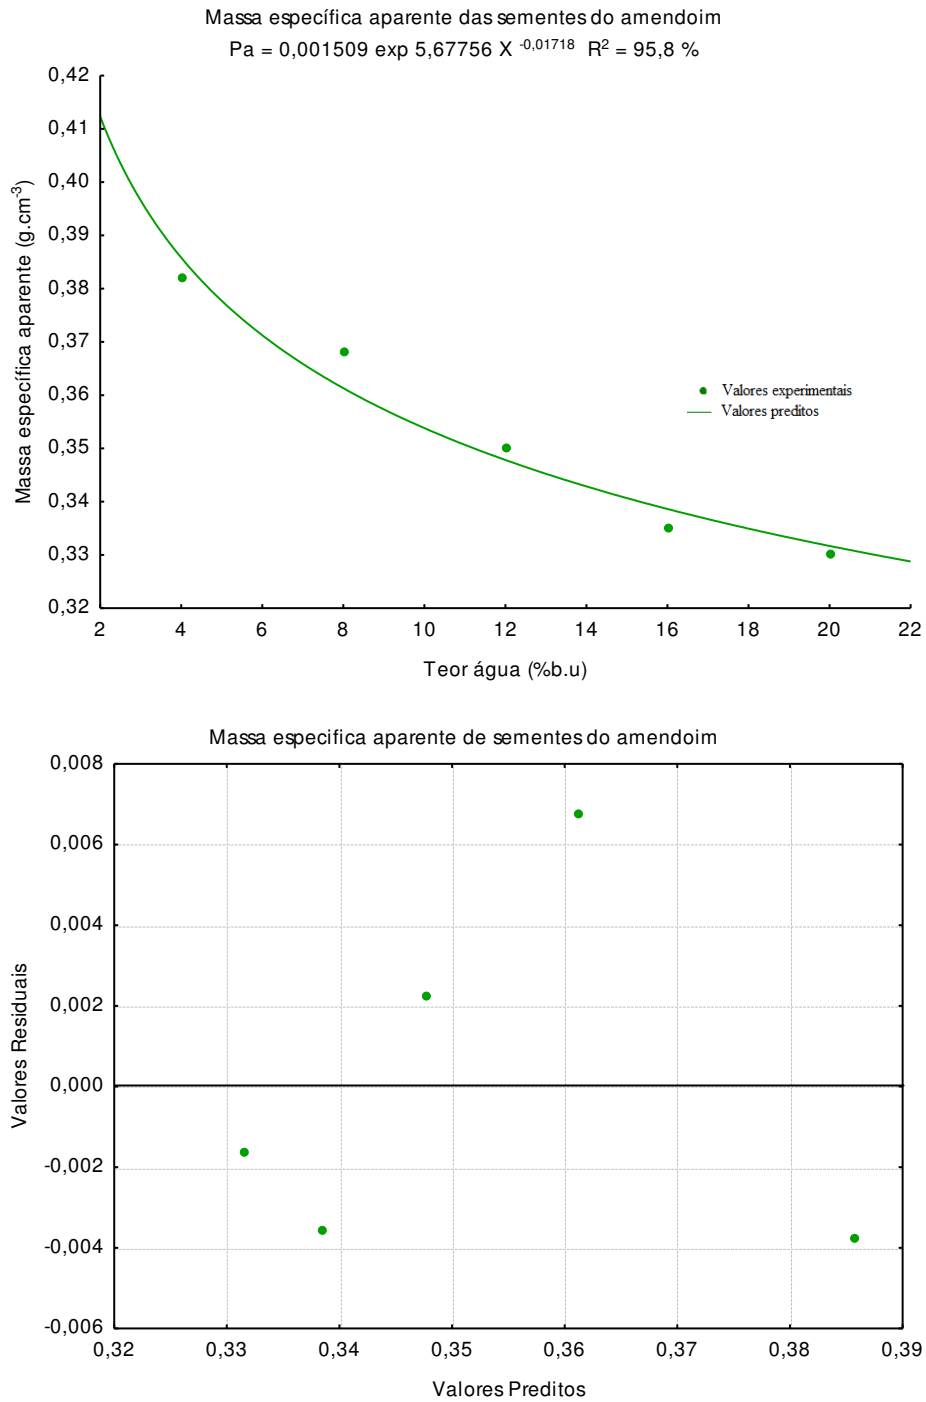 Massa específica aparente das sementes do amendoim
Pa = 0,001509 exp 5,67756 X -0,01718 R² = 95,8 %
0,42
0,41
0,40
0,39
0,38
0,37
0,36
0,35
0,34
0,33
0,32
Massa específica aparente (g.cm-³)
Valores experimentais
Valores preditos
2 4 6 8 10 12 14 16 18 20 22
Teor água (%b.u)
Massa especifica aparente de sementes do amendoim
0,008
0,006
0,004
0,002
0,000
-0,002
-0,004
-0,006
Valores Residuais
0,32 0,33 0,34 0,35 0,36 0,37 0,38 0,39
Valores Preditos